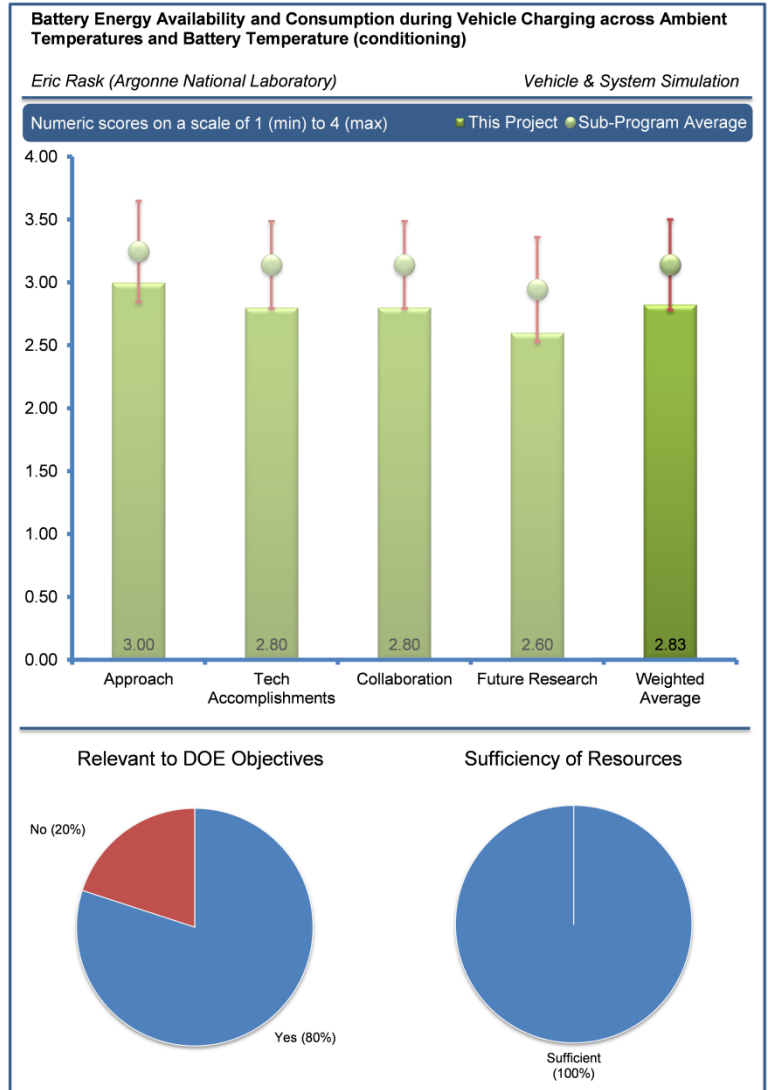 Battery Energy Availability and Consumption during Vehicle Charging across Ambient
Temperatures and Battery Temperature (conditioning)
Eric Rask (Argonne National Laboratory) Vehicle & System Simulation
Numeric scores on a scale of 1 (min) to 4 (max) This Project Sub-Program Average
4.00
3.50
3.00
2.50
2.00
1.50
1.00
0.50
0.00
3.00 2.80 2.80 2.60 2.83
Approach Tech Collaboration Future Research Weighted
Accomplishments Average
Relevant to DOE Objectives Sufficiency of Resources
No (20%)
Yes (80%)
Sufficient
(100%)